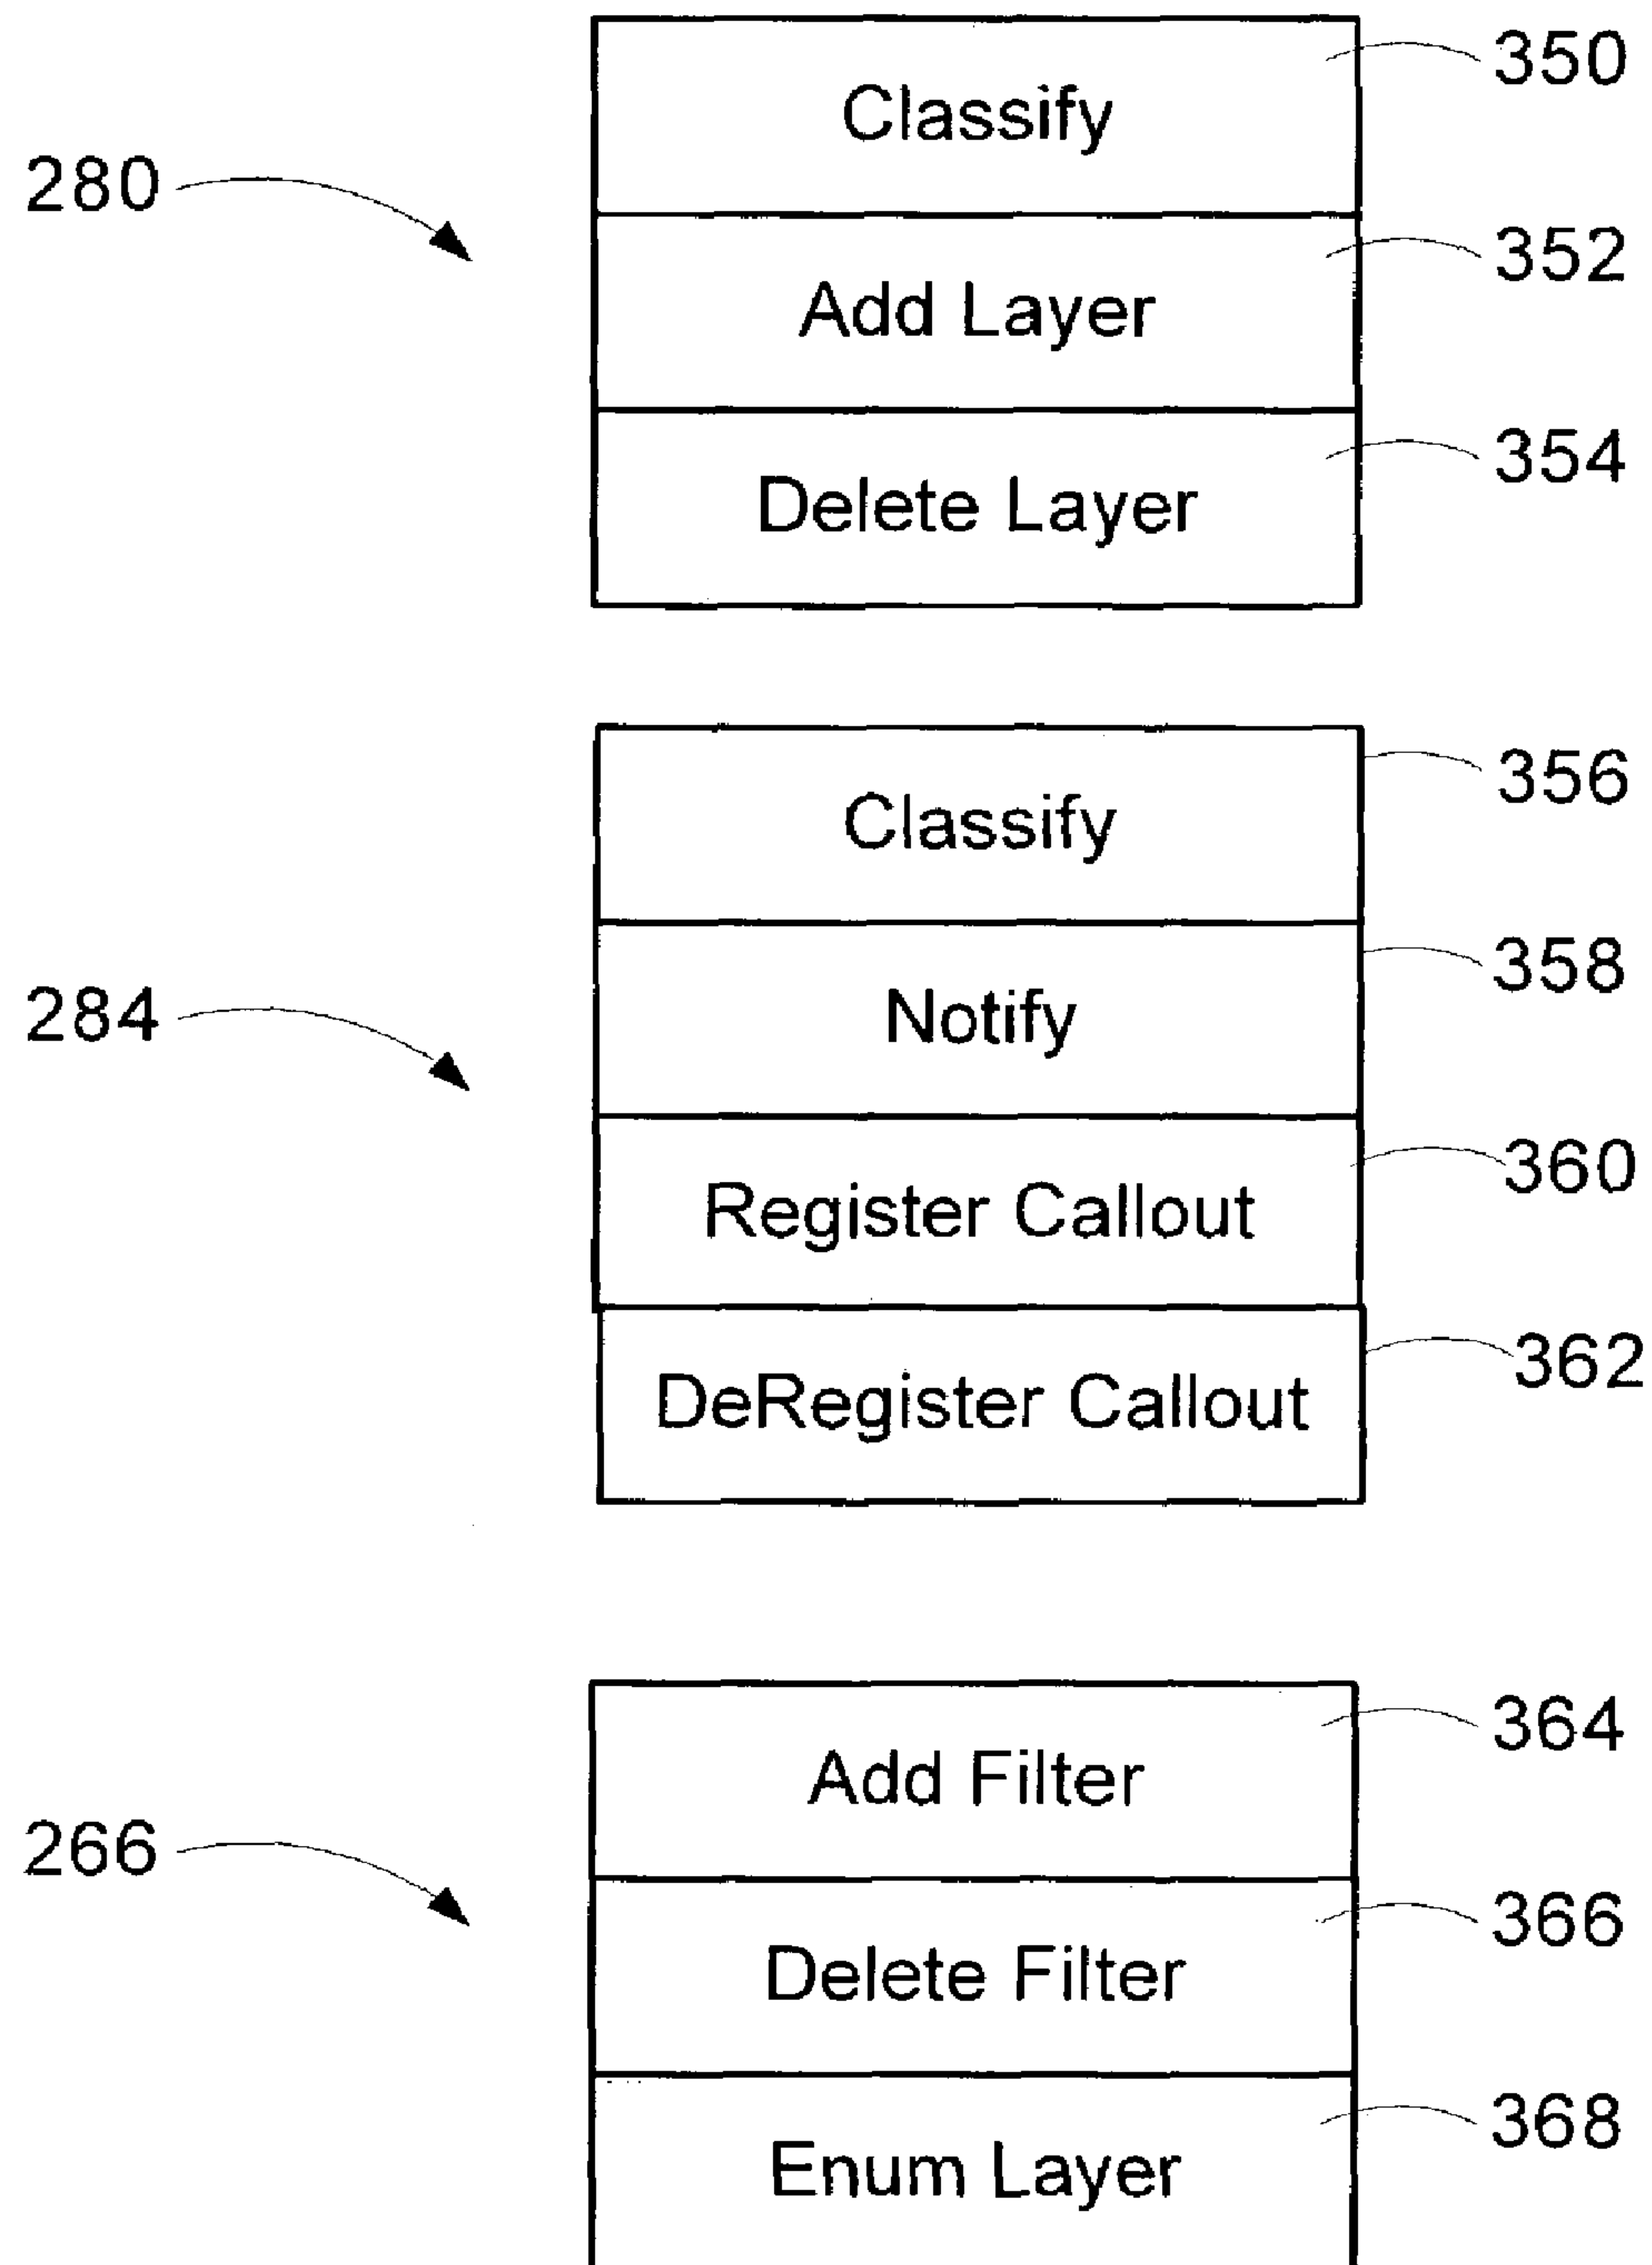 350
Classify
280
352
Add Layer
354
Delete Layer
356
Classify
358
Notify
284
360
Register Callout
362
DeRegister Callout
364
Add Filter
266
366
Delete Filter
368
Enum Layer